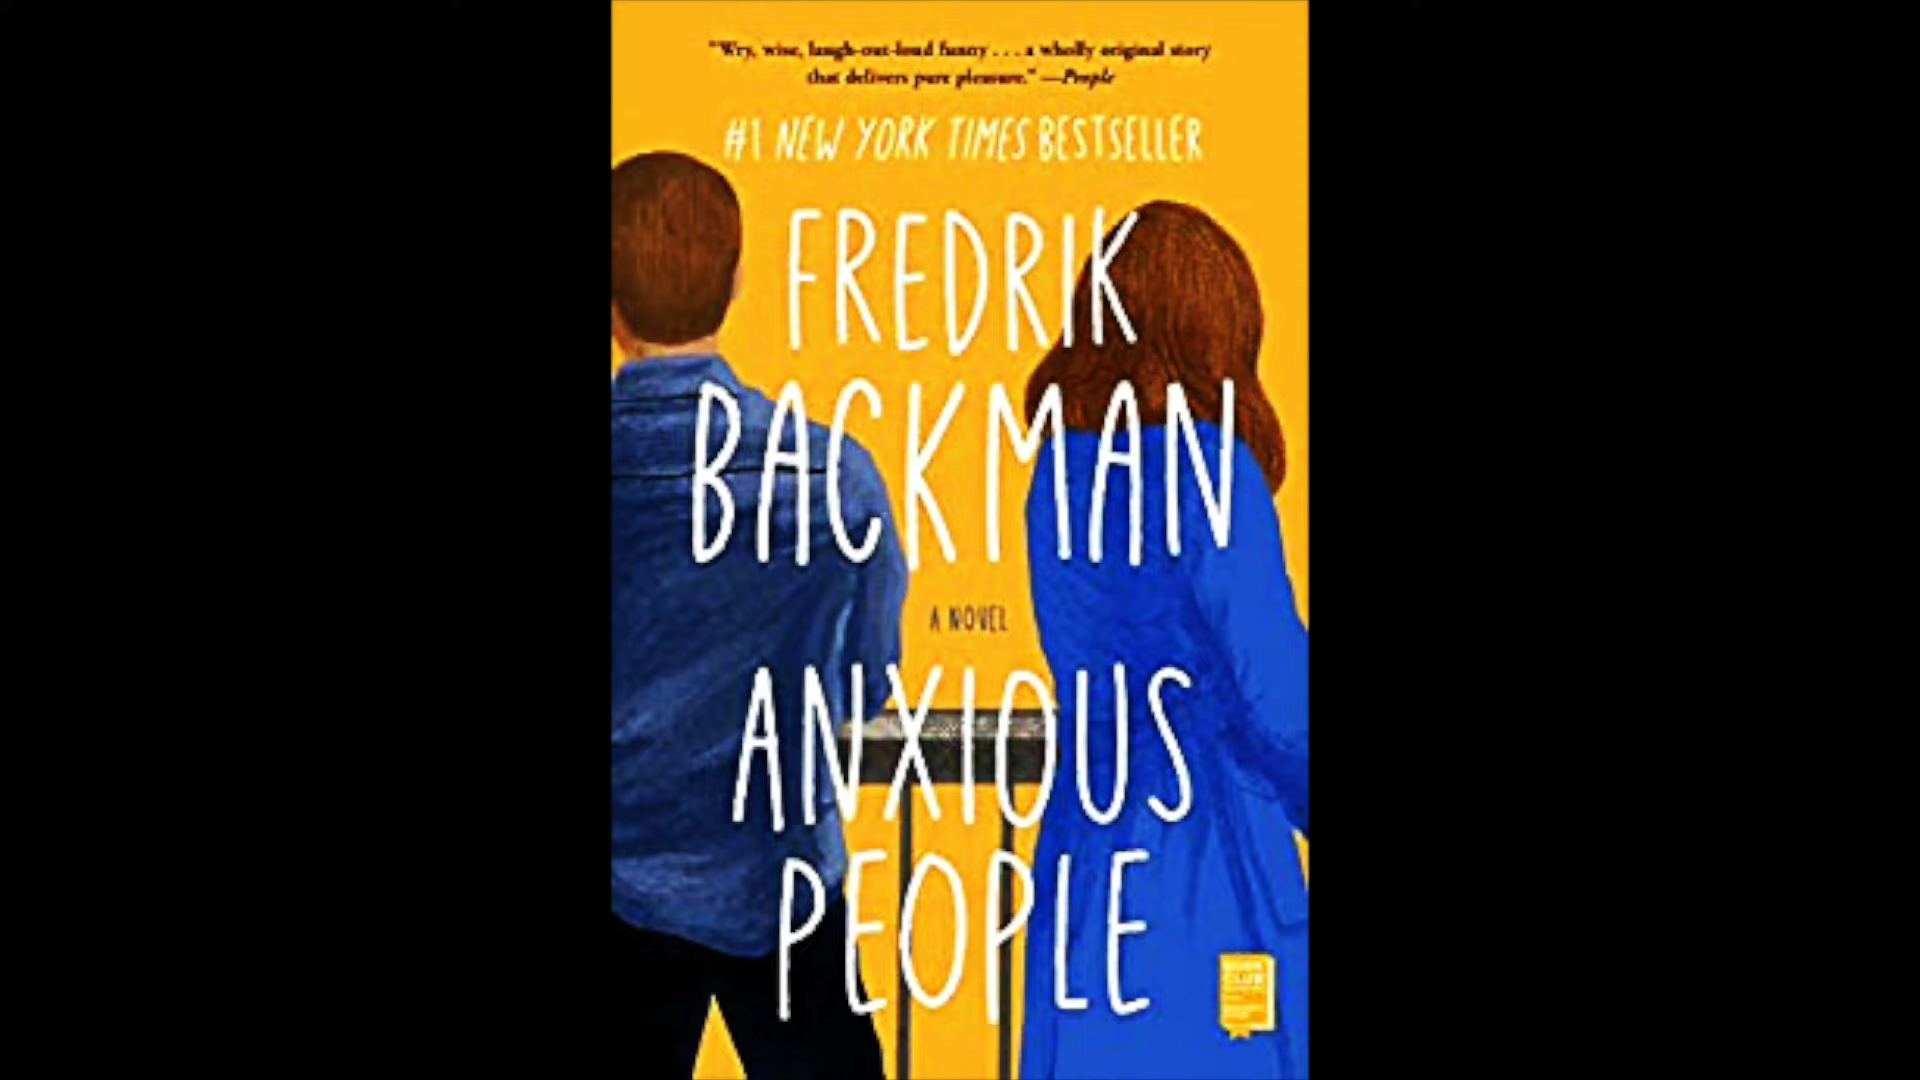 "Wry, wise, laugh-out-loud funny . . . a wholly original story
that delivers pure pleasure." —People
#1 NEW YORK TIMES BESTSELLER
FREDRIK
BACKMAN
A NOVEL
ANXIOUS
PEOPLE
CLUB